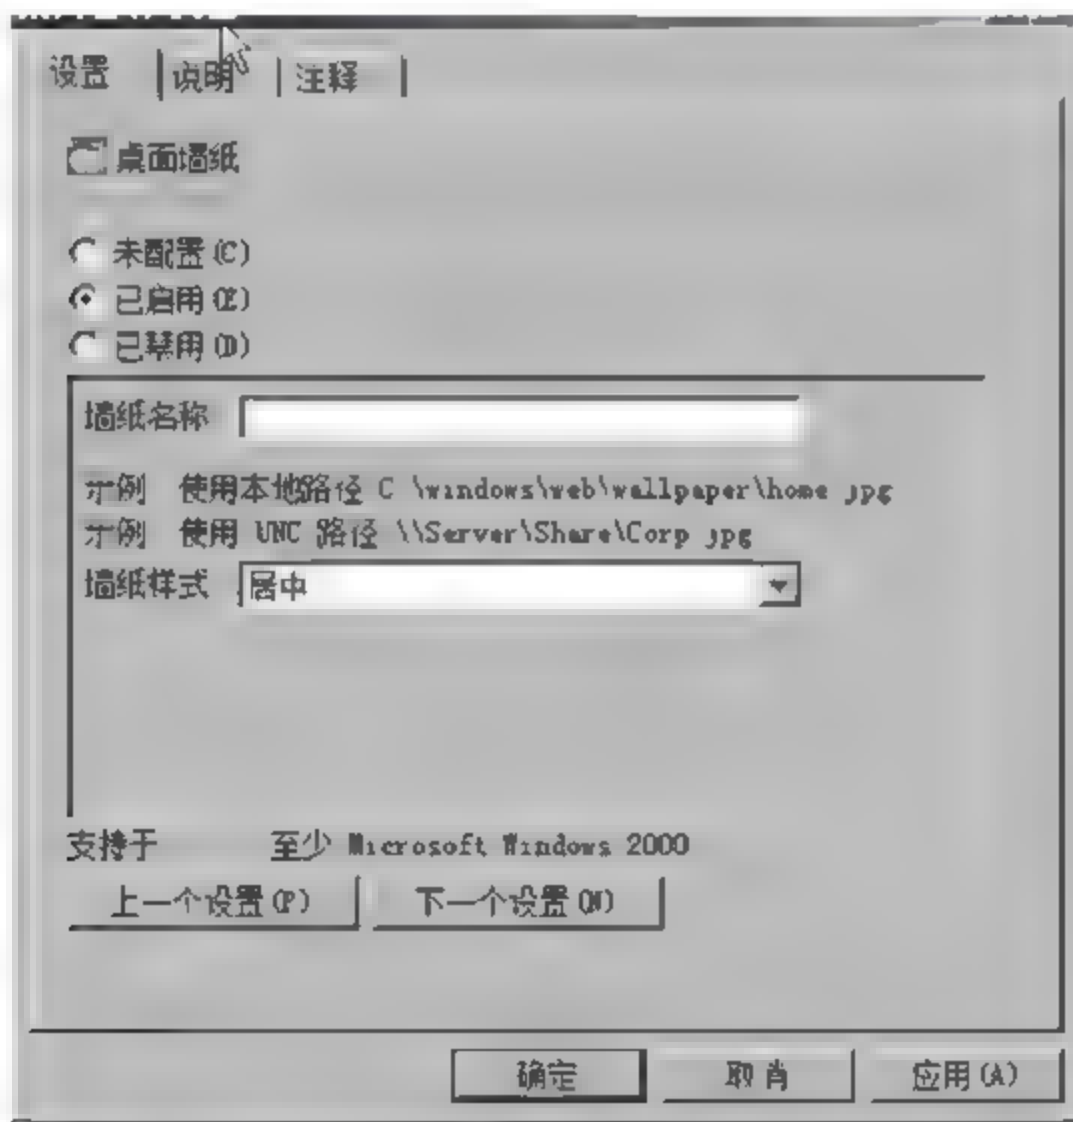 设置 说明 注释
桌面墙纸
未配置(C)
已启用(E)
已禁用(D)
墙纸名称
示例 使用本地路径 C \windows\web\wallpaper\home jpg
示例 使用 UNC 路径 \\Server\Share\Corp jpg
墙纸样式 居中
支持于 至少 Microsoft Windows 2000
上一个设置(P) 下一个设置(N)
确定 取消 应用(A)